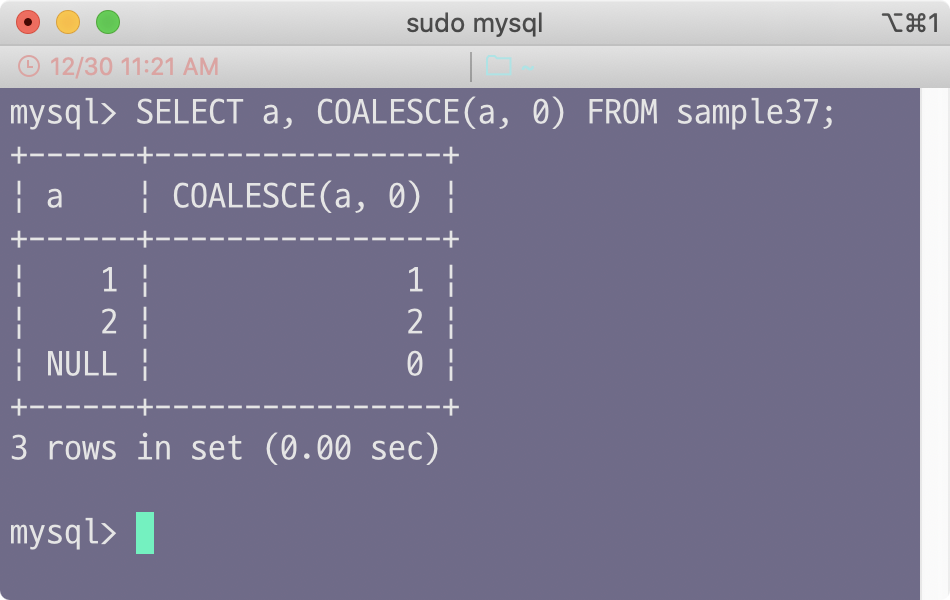 sudo mysql ⌥⌘1
12/30 11:21 AM ~
mysql> SELECT a, COALESCE(a, 0) FROM sample37;
+------+----------------+
¦ a    ¦ COALESCE(a, 0) ¦
+------+----------------+
¦    1 ¦              1 ¦
¦    2 ¦              2 ¦
¦ NULL ¦              0 ¦
+------+----------------+
3 rows in set (0.00 sec)
mysql>